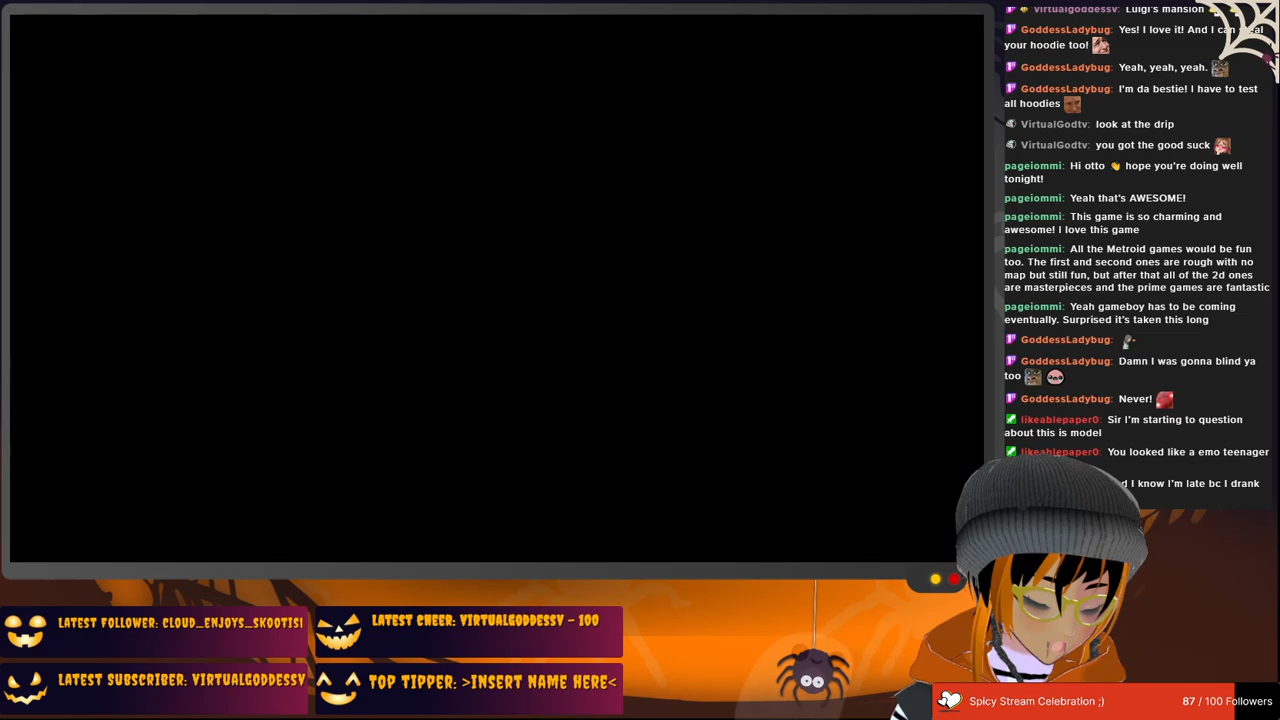 virtualgoddessv: Luigi's mansion
GoddessLadybug: Yes! I love it! And I can steal
your hoodie too!
GoddessLadybug: Yeah, yeah, yeah.
GoddessLadybug: I'm da bestie! I have to test
all hoodies
VirtualGodtv: look at the drip
VirtualGodtv: you got the good suck
pageiommi: Hi otto 👋 hope you're doing well
tonight!
pageiommi: Yeah that's AWESOME!
pageiommi: This game is so charming and
awesome! I love this game
pageiommi: All the Metroid games would be fun
too. The first and second ones are rough with no
map but still fun, but after that all of the 2d ones
are masterpieces and the prime games are fantastic
pageiommi: Yeah gameboy has to be coming
eventually. Surprised it's taken this long
GoddessLadybug:
GoddessLadybug: Damn I was gonna blind ya
too
GoddessLadybug: Never!
likeablepaper0: Sir I'm starting to question
about this is model
likeablepaper0: You looked like a emo teenager
d I know I'm late bc I drank
LATEST FOLLOWER: CLOUD_ENJOYS_SKOOTIS!
LATEST CHEER: VIRTUALGODDESSV - 100
LATEST SUBSCRIBER: VIRTUALGODDESSV
TOP TIPPER: >INSERT NAME HERE<
Spicy Stream Celebration ;)
87 / 100 Followers